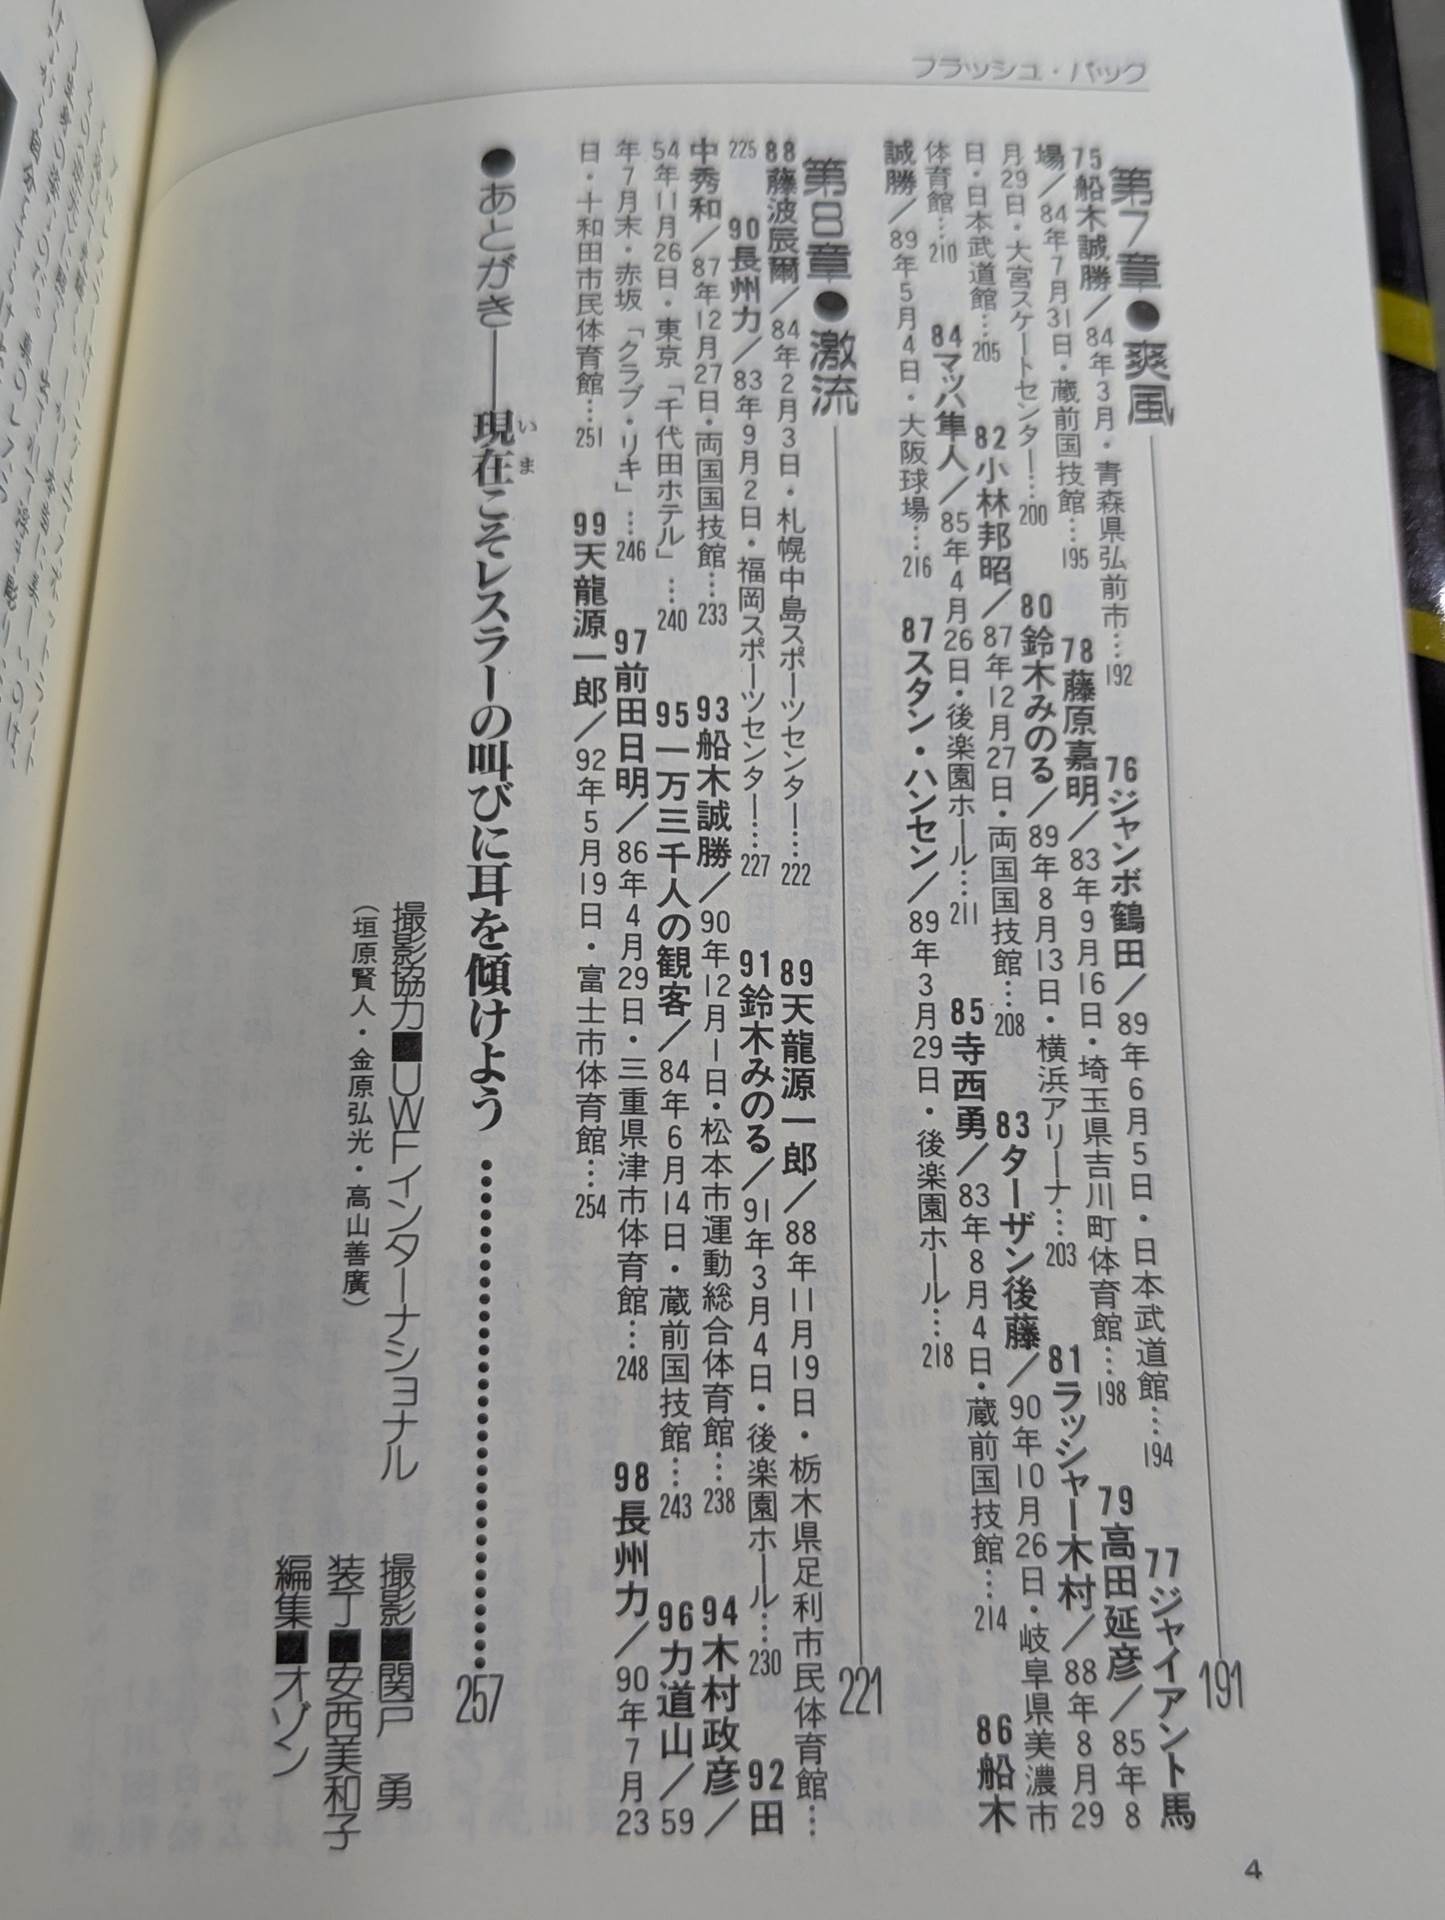 フラッシュ・バック
第7章●爽風――191
75船木誠勝／84年3月・青森県弘前市…192 76ジャンボ鶴田／89年6月5日・日本武道館…194 77ジャイアント馬
場／84年7月31日・蔵前国技館…195 78藤原嘉明／83年9月16日・埼玉県吉川町体育館…198 79高田延彦／85年8
月29日・大宮スケートセンター…200 80鈴木みのる／89年8月13日・横浜アリーナ…203 81ラッシャー木村／88年8月29
日・日本武道館…205 82小林邦昭／87年12月27日・両国国技館…208 83ターザン後藤／90年10月26日・岐阜県美濃市
体育館…210 84マッハ隼人／85年4月26日・後楽園ホール…211 85寺西勇／83年8月4日・蔵前国技館…214 86船木
誠勝／89年5月4日・大阪球場…216 87スタン・ハンセン／89年3月29日・後楽園ホール…218
第8章●激流――221
88藤波辰爾／84年2月3日・札幌中島スポーツセンター…222 89天龍源一郎／88年11月19日・栃木県足利市民体育館…
225 90長州力／83年9月2日・福岡スポーツセンター…227 91鈴木みのる／91年3月4日・後楽園ホール…230 92田
中秀和／87年12月27日・両国国技館…233 93船木誠勝／90年12月1日・松本市運動総合体育館…238 94木村政彦／
54年11月26日・東京「千代田ホテル」…240 95一万三千人の観客／84年6月14日・蔵前国技館…243 96力道山／59
年7月末・赤坂「クラブ・リキ」…246 97前田日明／86年4月29日・三重県津市体育館…248 98長州力／90年7月23
日・十和田市民体育館…251 99天龍源一郎／92年5月19日・富士市体育館…254
いま
●あとがき――現在こそレスラーの叫びに耳を傾けよう…………257
撮影協力■UWFインターナショナル
（垣原賢人・金原弘光・高山善廣）
撮影■関戸 勇
装丁■安西美和子
編集■オゾン
4